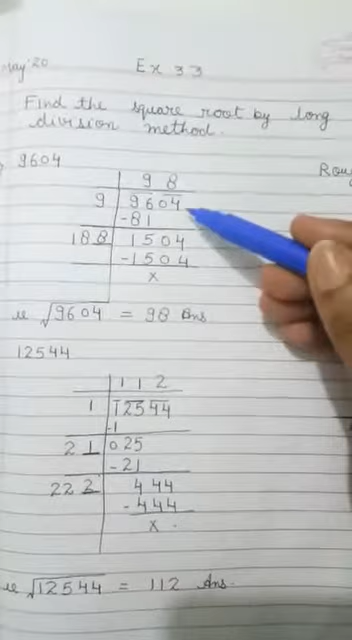 May'20
Ex 33
Find the square root by long
division method.
9604
Rou
9 8
9 9604
-81
188 1504
-1504
x
√9604 = 98 Ans
12544
1 1 2
1 12544
-1
21 025
-21
222 444
-444
x
√12544 = 112 Ans.